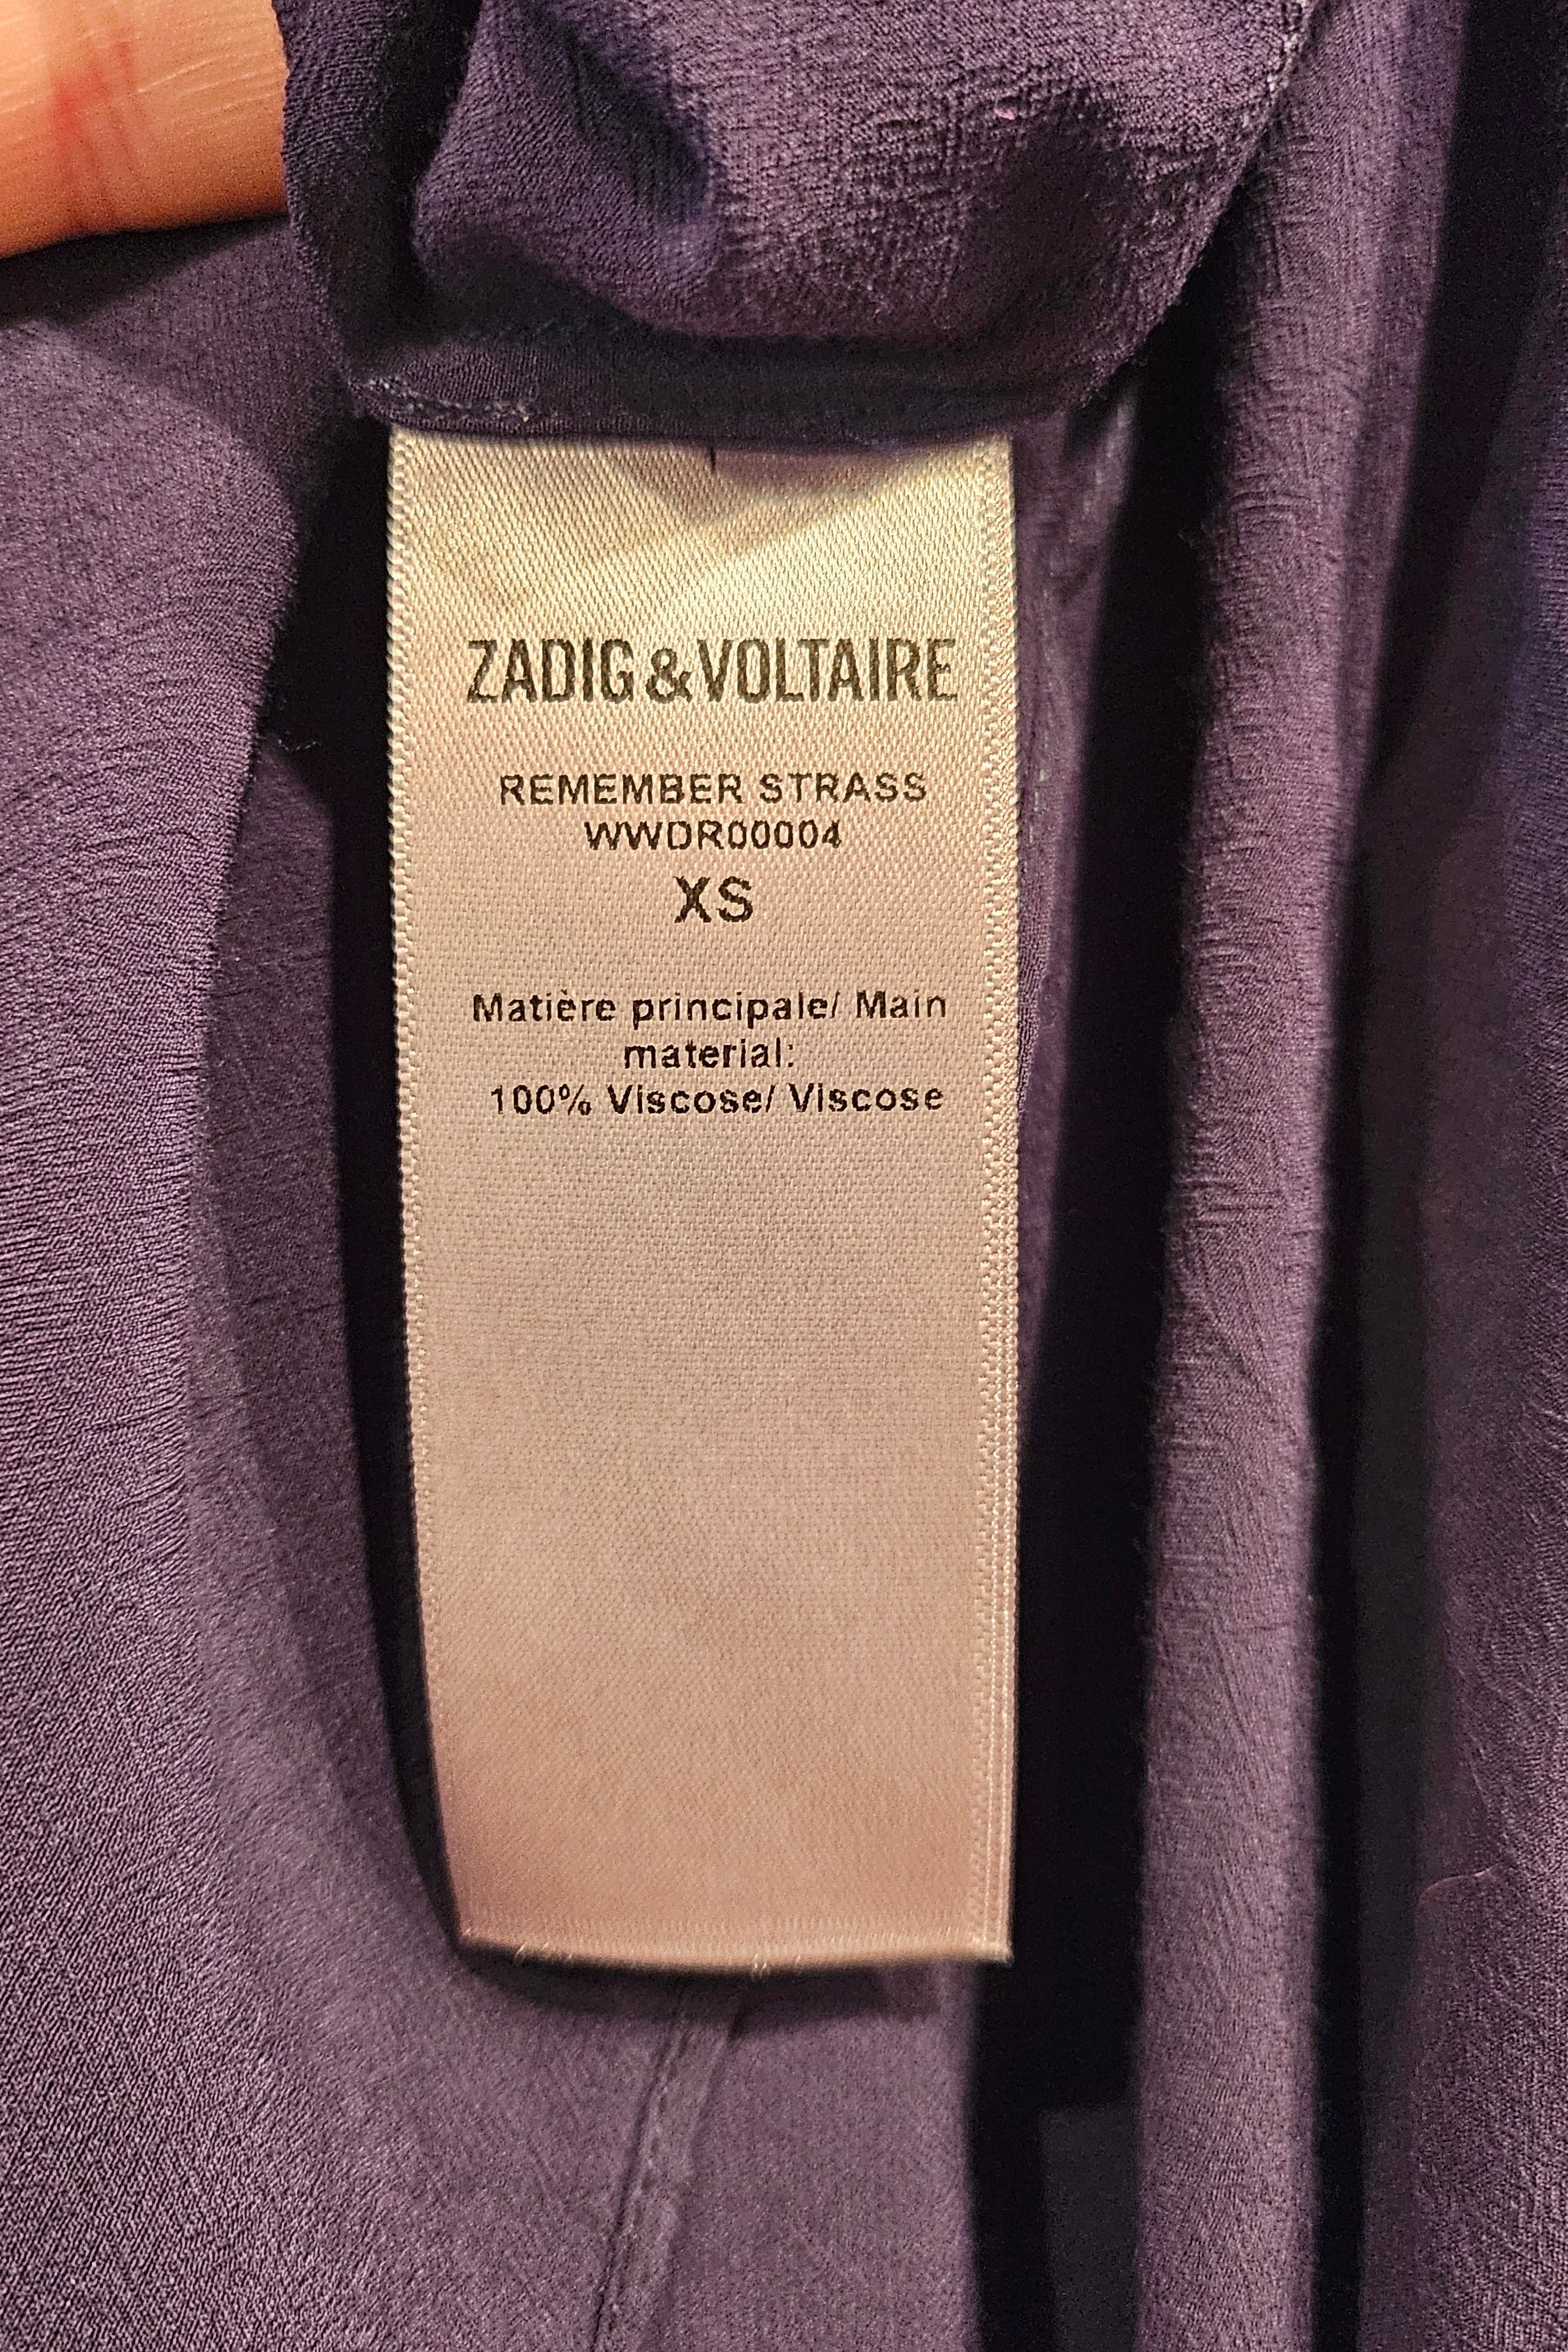 ZADIG & VOLTAIRE
REMEMBER STRASS
WWDR00004
XS
Matière principale/ Main
material:
100% Viscose/ Viscose